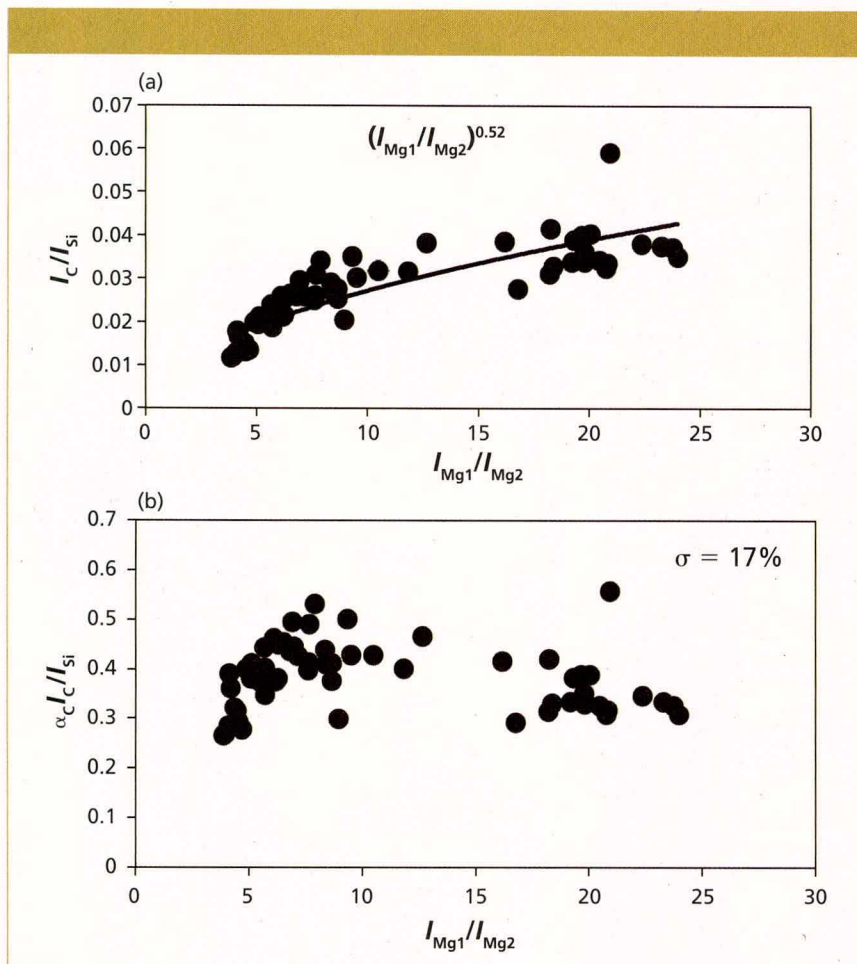 (a)
0.07
0.06
0.05
0.04
0.03
0.02
0.01
0
I_C/I_Si
(I_Mg1/I_Mg2)^0.52
0 5 10 15 20 25 30
I_Mg1/I_Mg2
(b)
0.7
0.6
0.5
0.4
0.3
0.2
0.1
0
α_C I_C/I_Si
σ = 17%
0 5 10 15 20 25 30
I_Mg1/I_Mg2